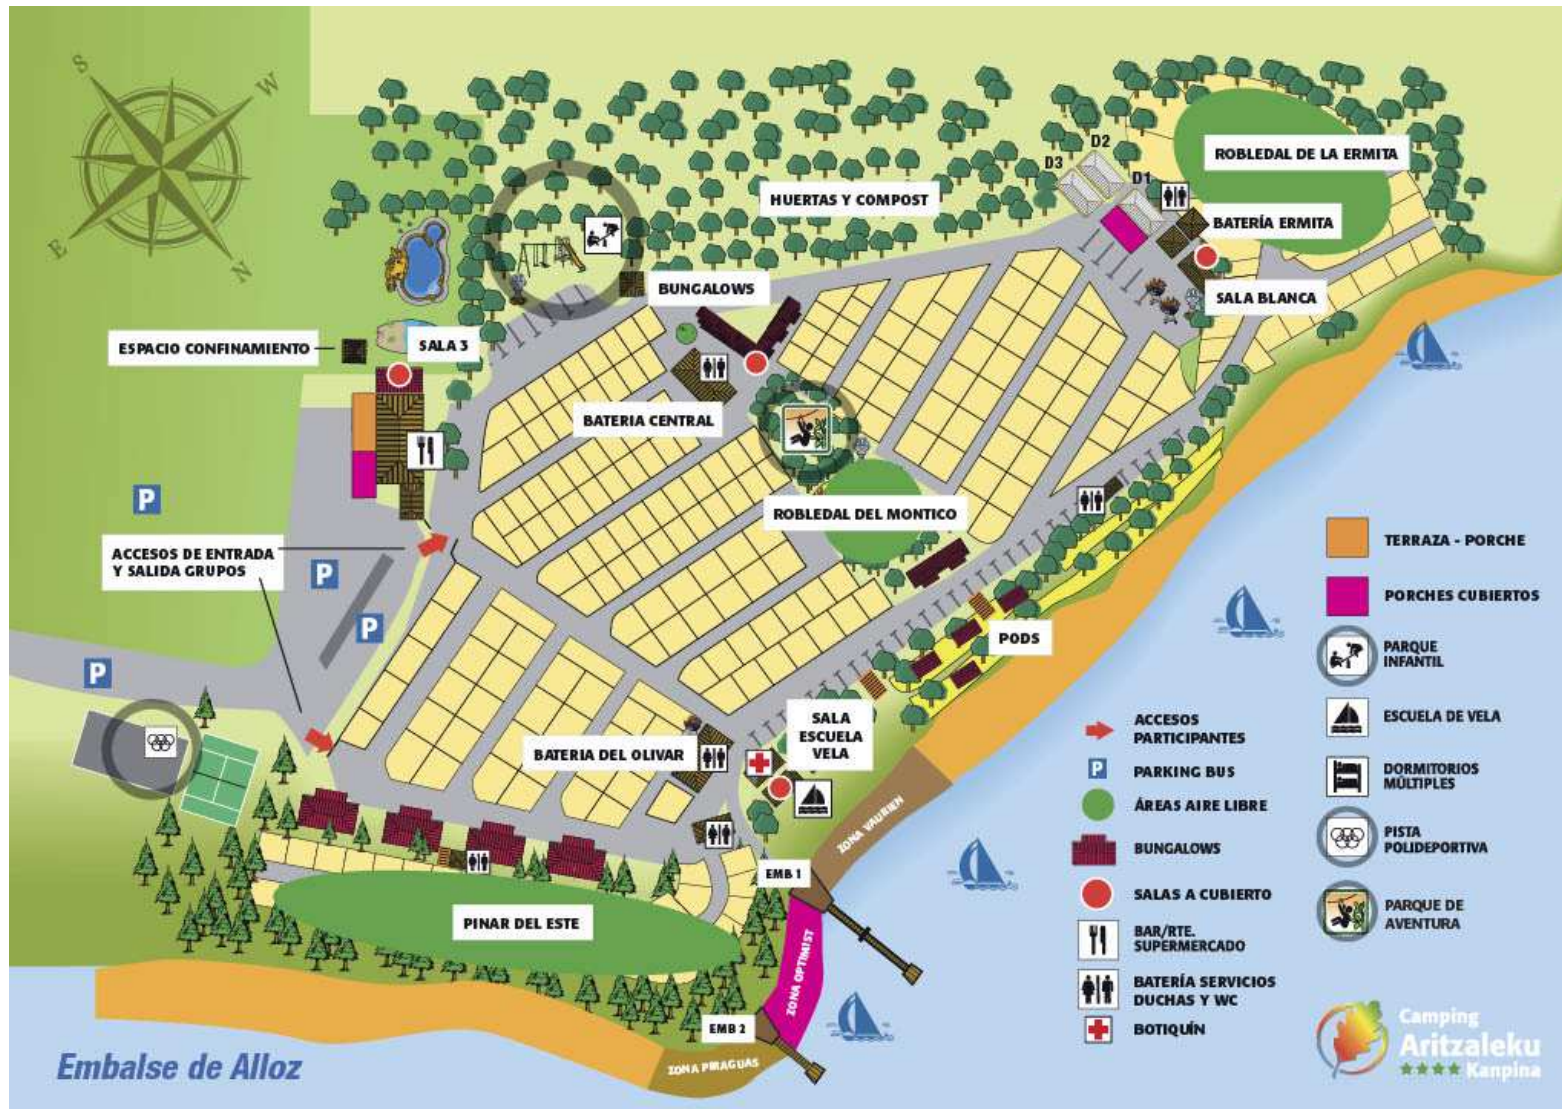 S
W
E
N
D2
D3
D1
ROBLEDAL DE LA ERMITA
HUERTAS Y COMPOST
BATERÍA ERMITA
BUNGALOWS
SALA BLANCA
ESPACIO CONFINAMIENTO
SALA 3
BATERIA CENTRAL
ROBLEDAL DEL MONTICO
P
ACCESOS DE ENTRADA
Y SALIDA GRUPOS
P
P
P
PODS
SALA
ESCUELA
VELA
BATERIA DEL OLIVAR
ZONA VAURIEN
EMB 1
PINAR DEL ESTE
ZONA OPTIMIST
EMB 2
ZONA PIRAGUAS
Embalse de Alloz
TERRAZA - PORCHE
PORCHES CUBIERTOS
PARQUE
INFANTIL
ESCUELA DE VELA
DORMITORIOS
MÚLTIPLES
PISTA
POLIDEPORTIVA
PARQUE DE
AVENTURA
ACCESOS
PARTICIPANTES
P
PARKING BUS
ÁREAS AIRE LIBRE
BUNGALOWS
SALAS A CUBIERTO
BAR/RTE.
SUPERMERCADO
BATERÍA SERVICIOS
DUCHAS Y WC
BOTIQUÍN
Camping
Aritzaleku
Kanpina